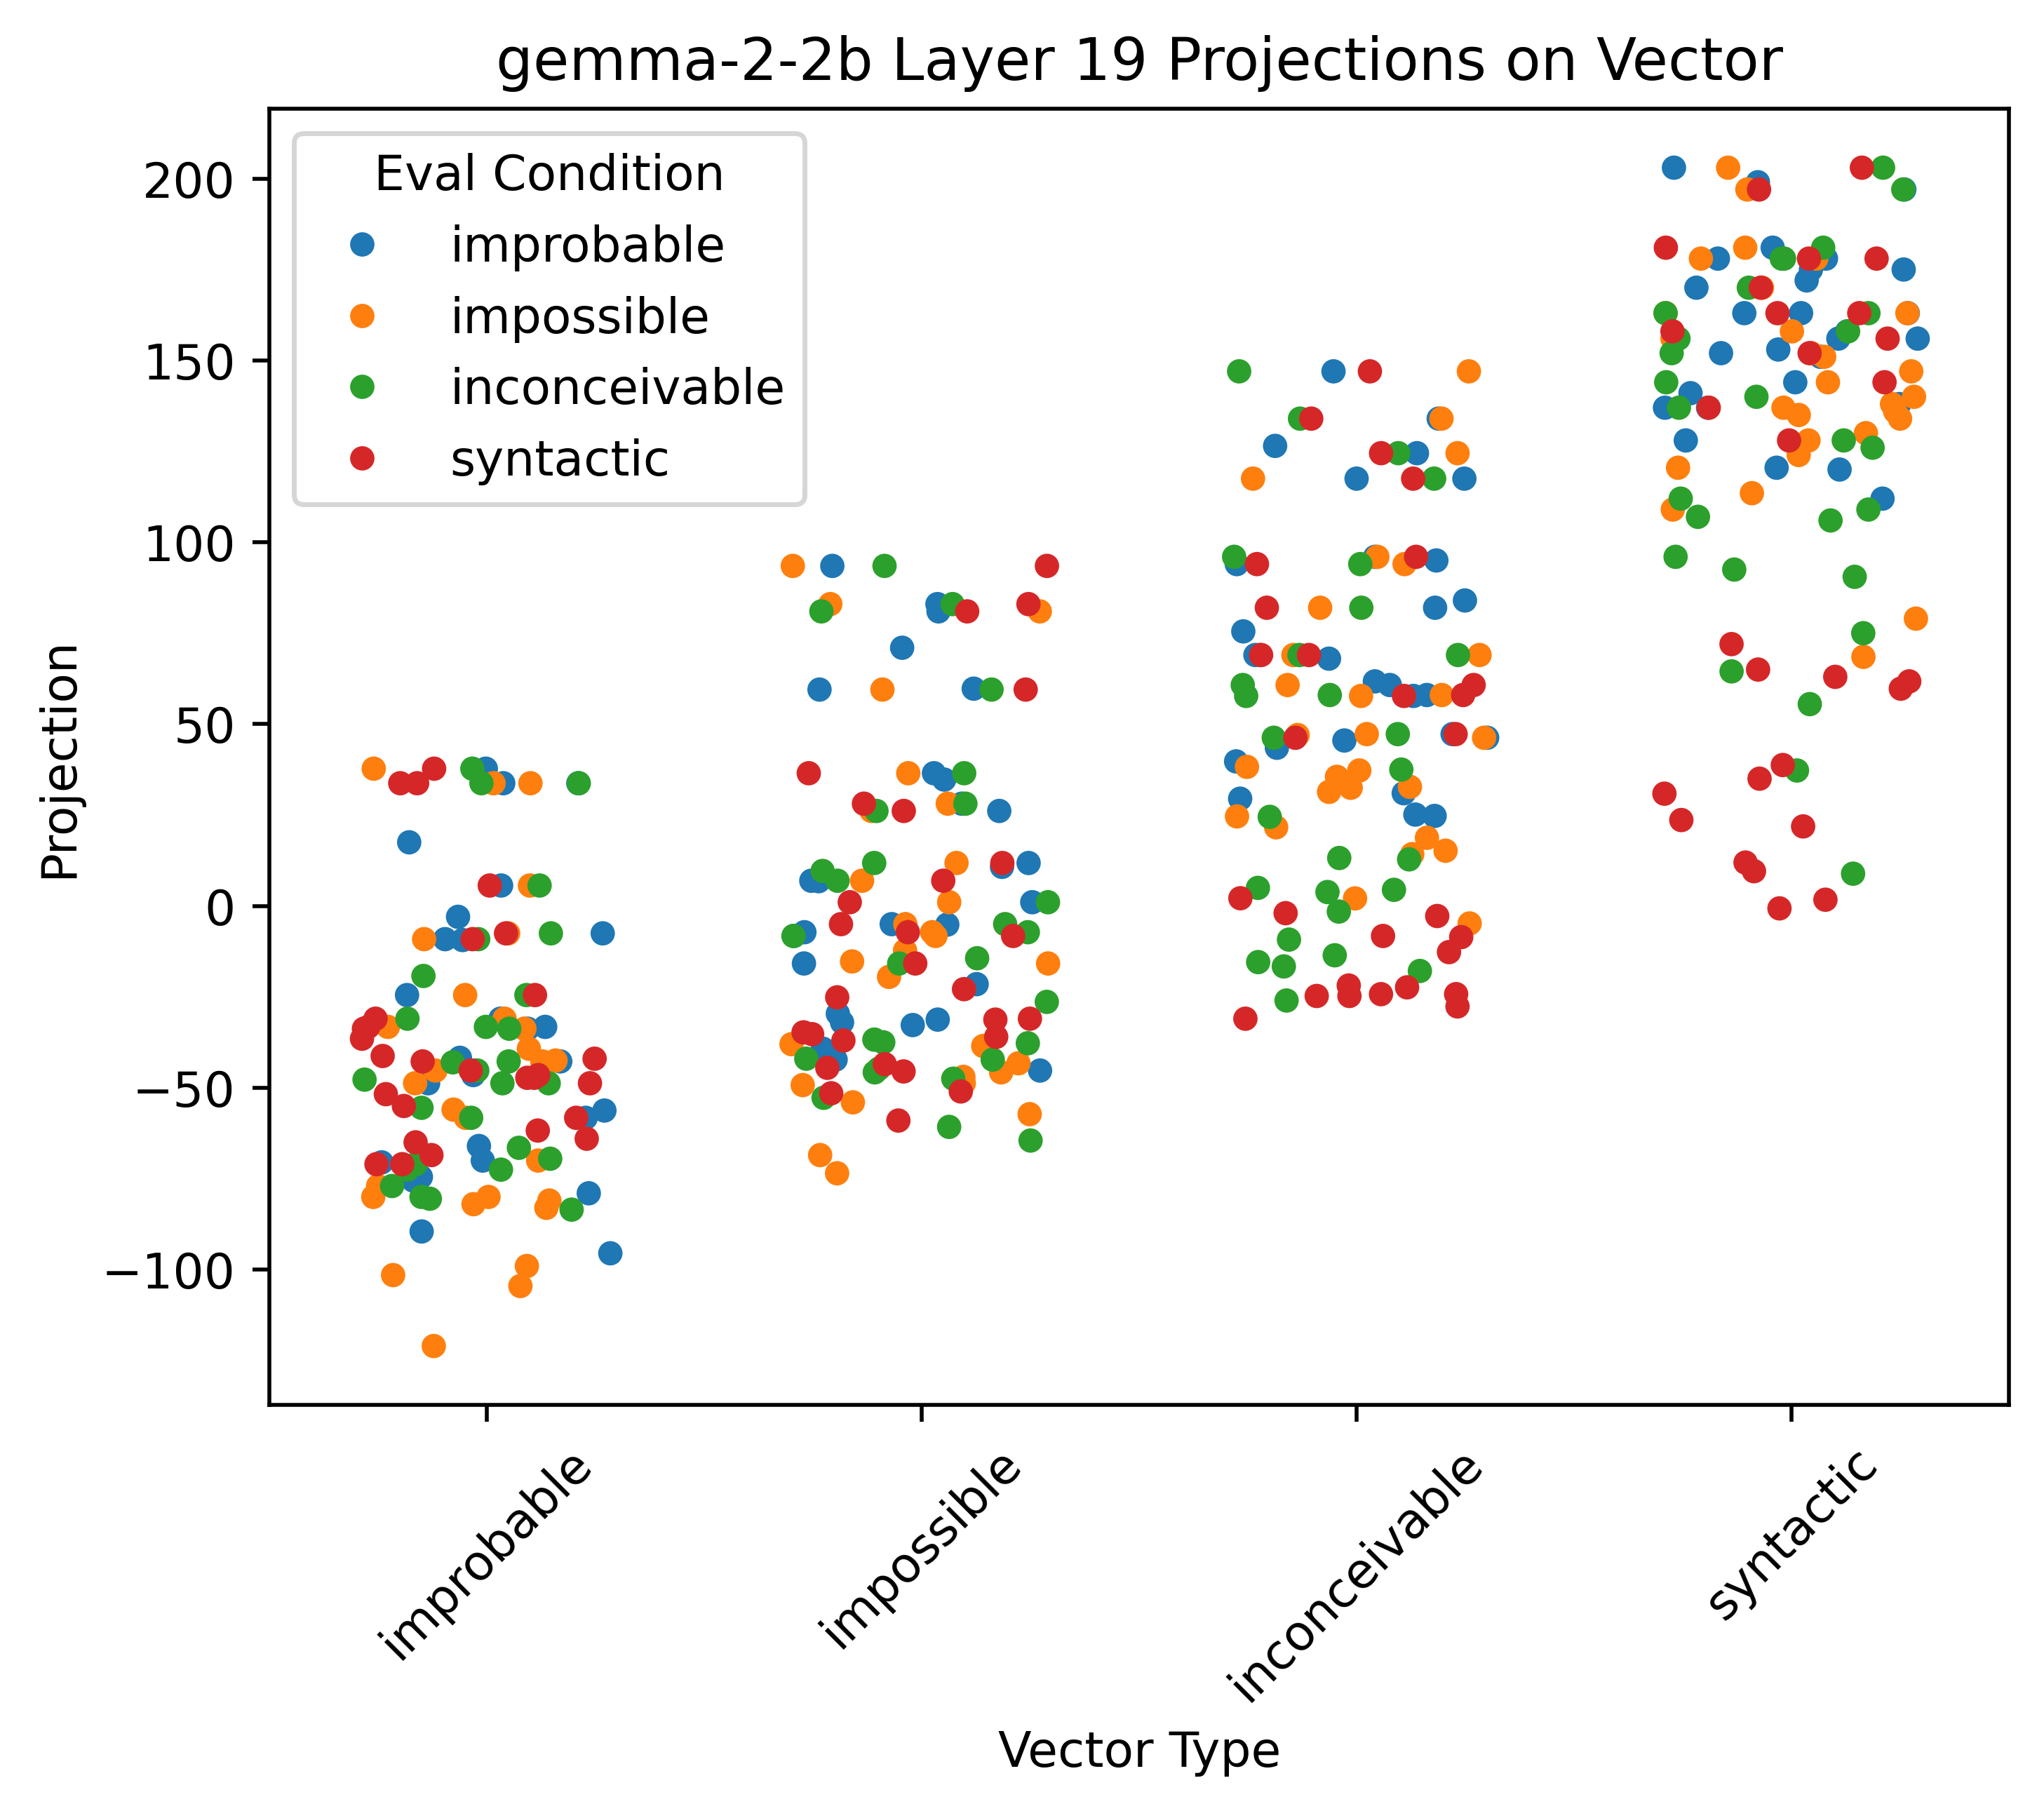 gemma-2-2b Layer 19 Projections on Vector
Eval Condition
improbable
impossible
inconceivable
syntactic
200
150
100
50
0
−50
−100
Projection
improbable
impossible
inconceivable
syntactic
Vector Type